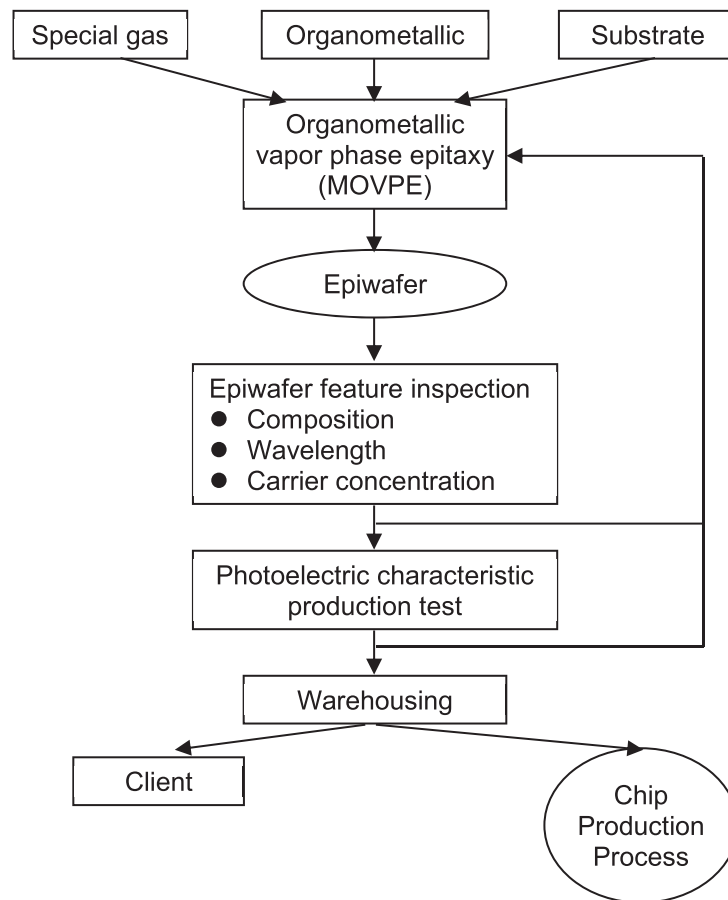 Special gas
Organometallic
Substrate
Organometallic
vapor phase epitaxy
(MOVPE)
Epiwafer
Epiwafer feature inspection
● Composition
● Wavelength
● Carrier concentration
Photoelectric characteristic
production test
Warehousing
Client
Chip
Production
Process